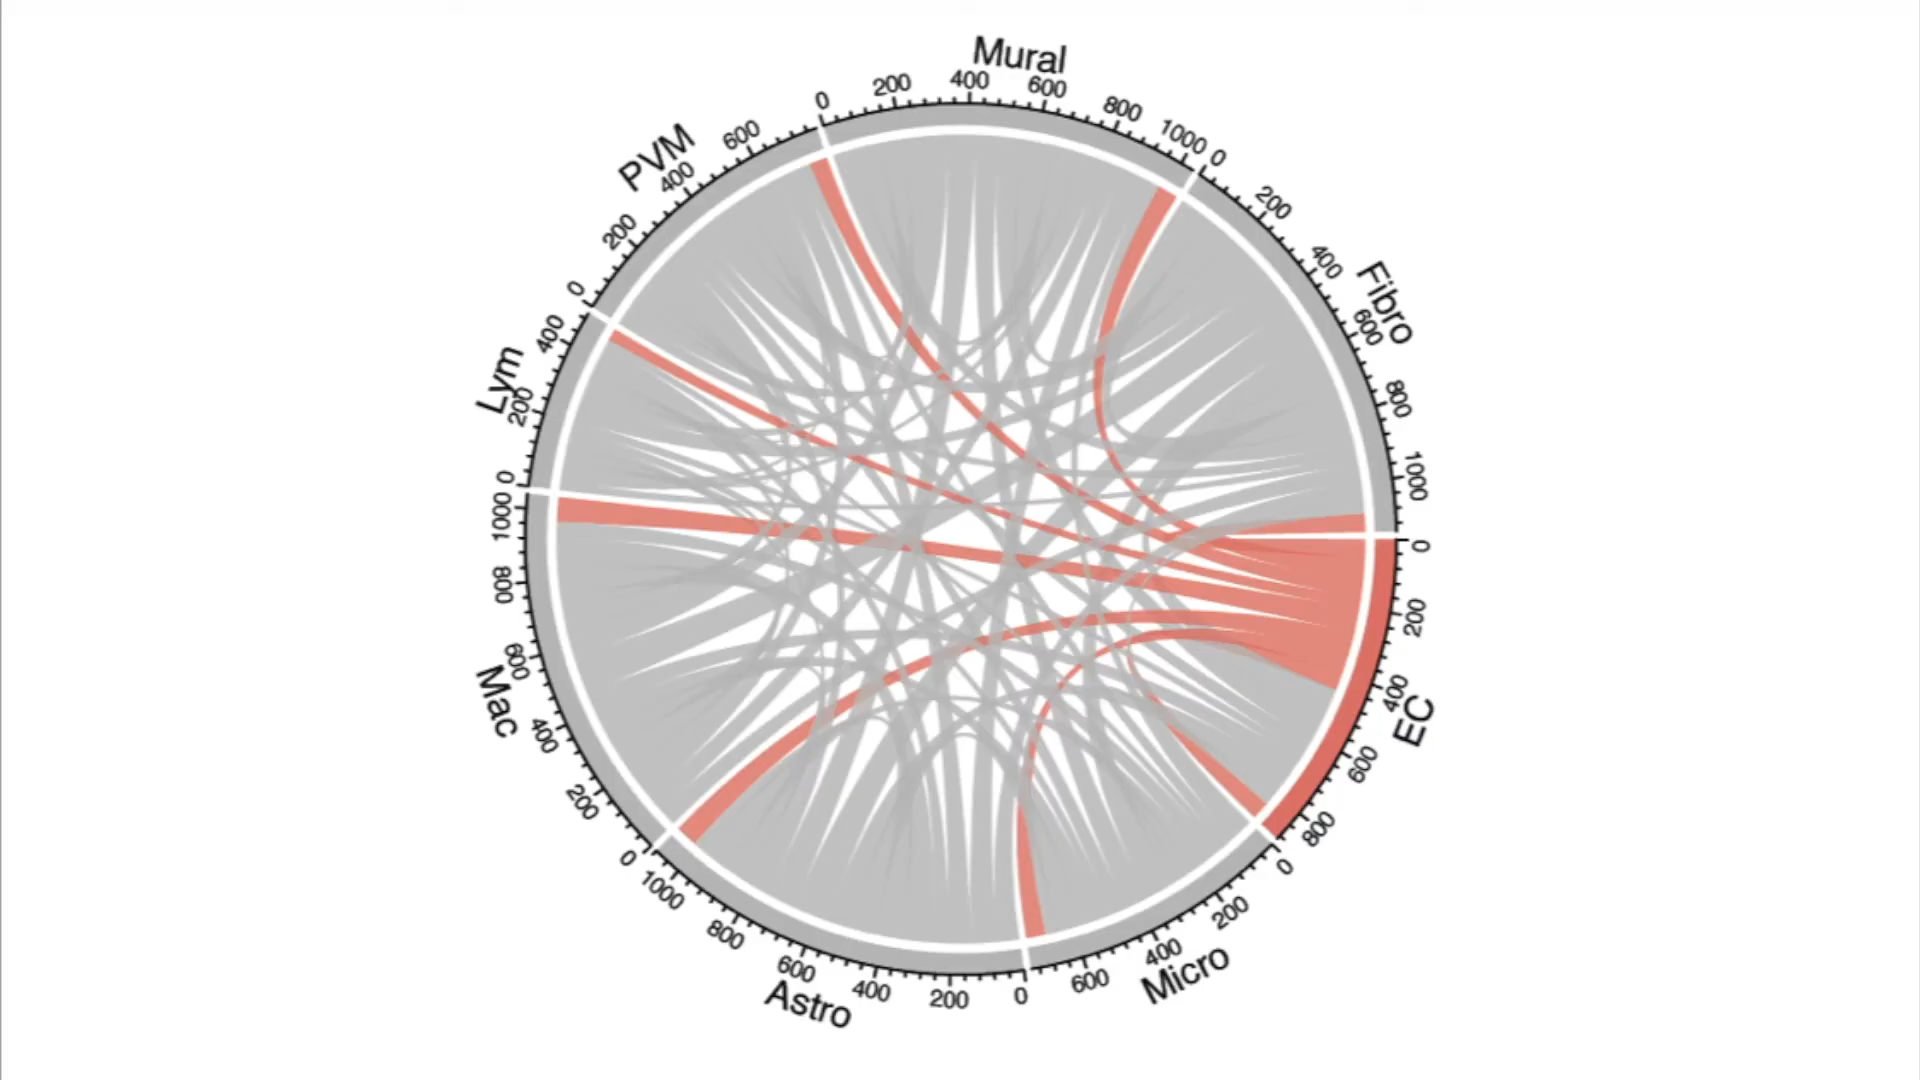 Mural
0 200 400 600 800 1000
Fibro
0 200 400 600 800 1000
EC
0 200 400 600 800
Micro
0 200 400 600
Astro
0 200 400 600 800 1000
Mac
0 200 400 600 800 1000
Lym
0 200 400
PVM
0 200 400 600